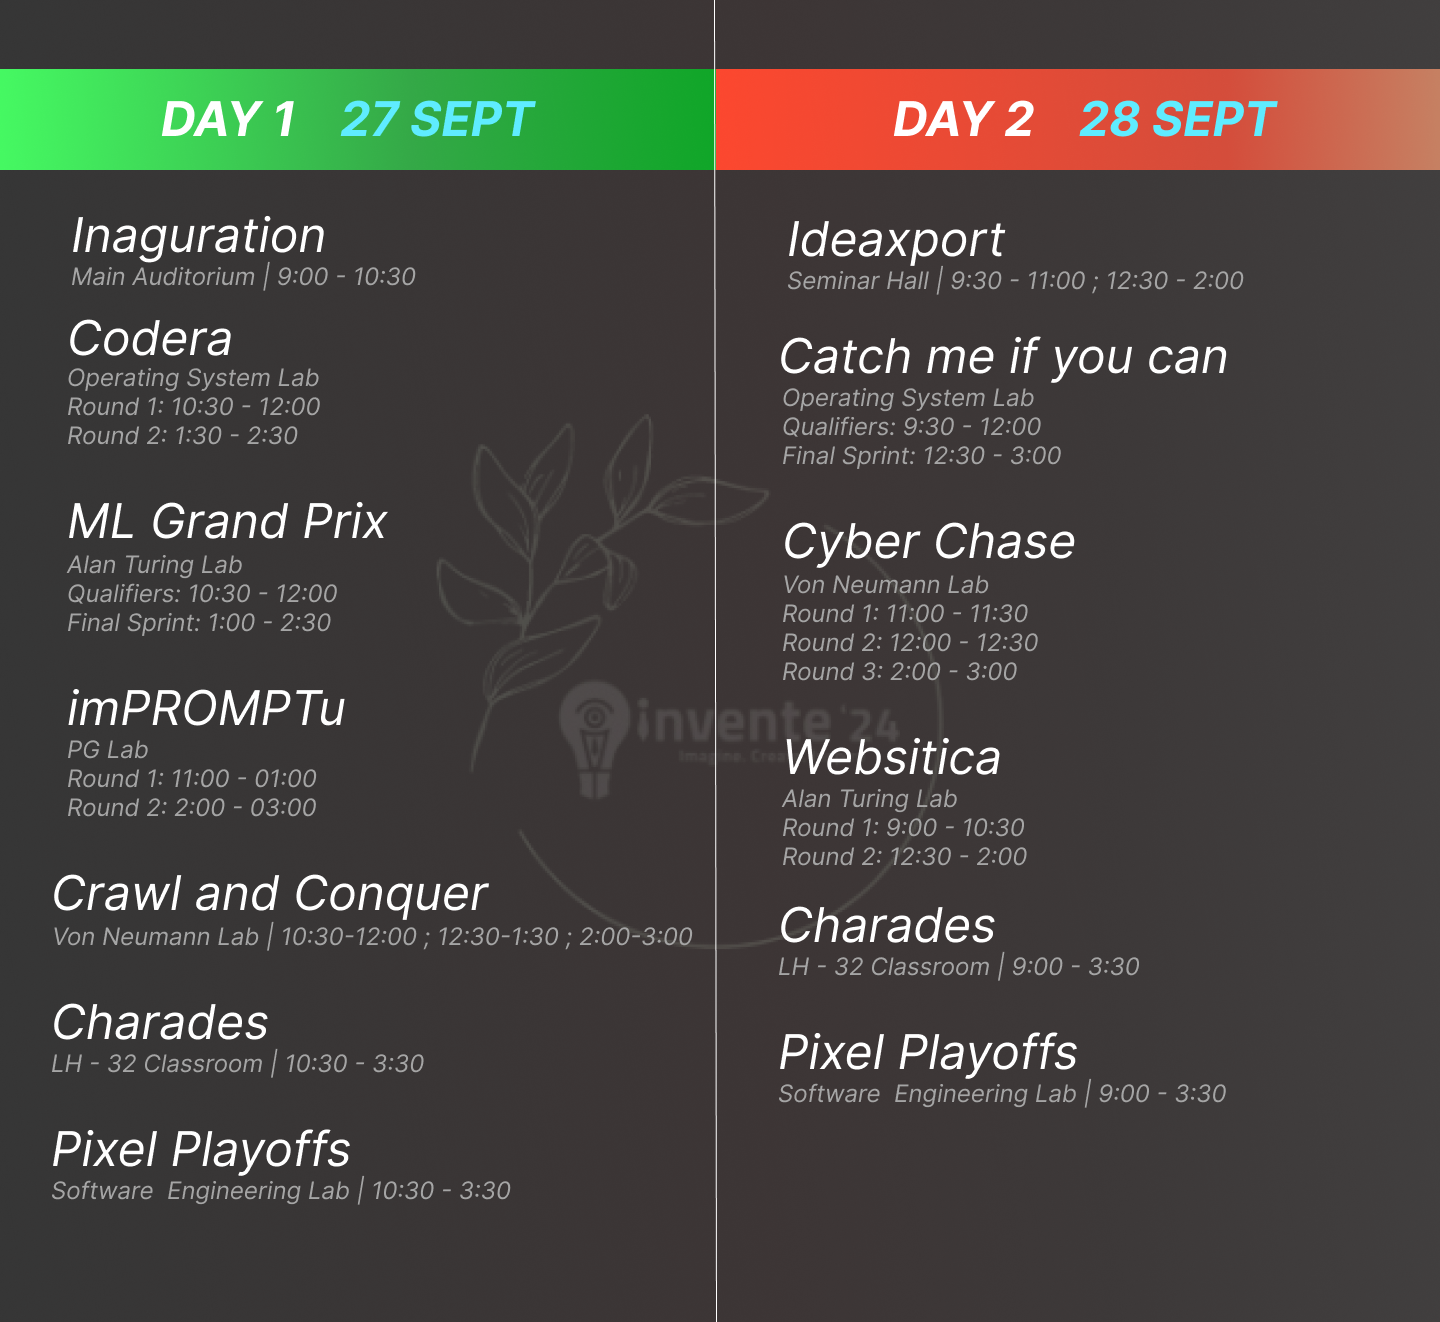 DAY 1 27 SEPT
Inaguration
Main Auditorium | 9:00 - 10:30
Codera
Operating System Lab
Round 1: 10:30 - 12:00
Round 2: 1:30 - 2:30
ML Grand Prix
Alan Turing Lab
Qualifiers: 10:30 - 12:00
Final Sprint: 1:00 - 2:30
imPROMPTu
PG Lab
Round 1: 11:00 - 01:00
Round 2: 2:00 - 03:00
Crawl and Conquer
Von Neumann Lab | 10:30-12:00 ; 12:30-1:30 ; 2:00-3:00
Charades
LH - 32 Classroom | 10:30 - 3:30
Pixel Playoffs
Software  Engineering Lab | 10:30 - 3:30
DAY 2 28 SEPT
Ideaxport
Seminar Hall | 9:30 - 11:00 ; 12:30 - 2:00
Catch me if you can
Operating System Lab
Qualifiers: 9:30 - 12:00
Final Sprint: 12:30 - 3:00
Cyber Chase
Von Neumann Lab
Round 1: 11:00 - 11:30
Round 2: 12:00 - 12:30
Round 3: 2:00 - 3:00
Websitica
Alan Turing Lab
Round 1: 9:00 - 10:30
Round 2: 12:30 - 2:00
Charades
LH - 32 Classroom | 9:00 - 3:30
Pixel Playoffs
Software  Engineering Lab | 9:00 - 3:30
invente '24
Imagine.